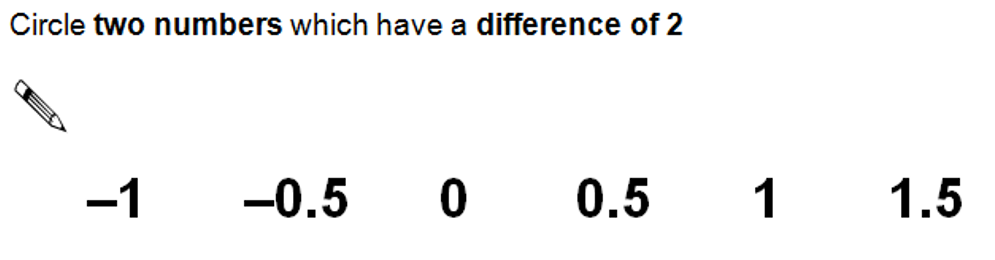 Circle two numbers which have a difference of 2
–1 –0.5 0 0.5 1 1.5